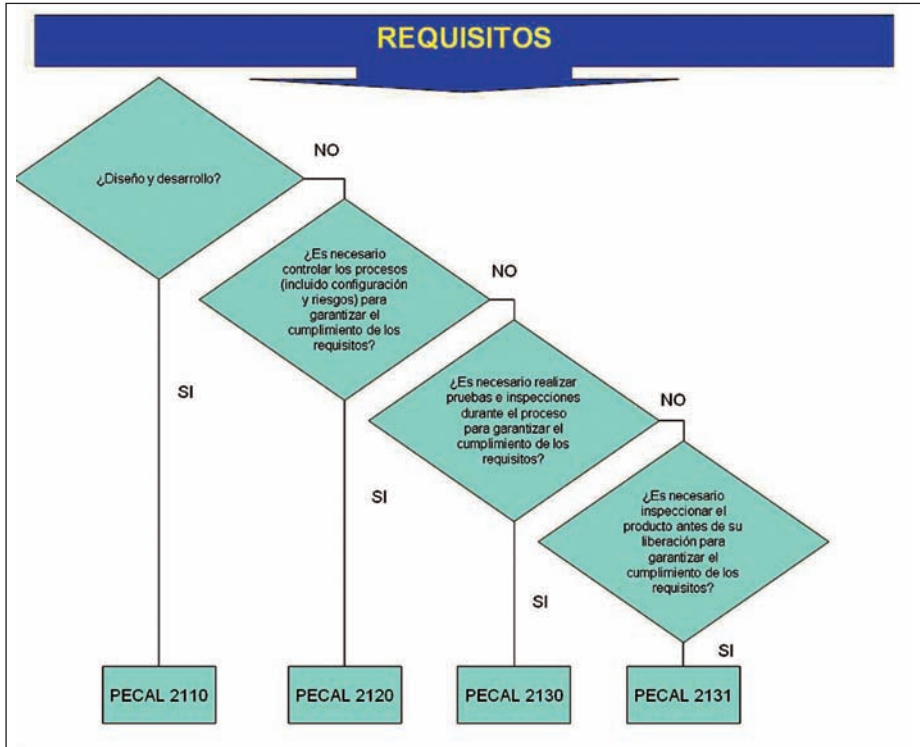 REQUISITOS
¿Diseño y desarrollo?
NO
¿Es necesario
controlar los procesos
(incluido configuración
y riesgos) para
garantizar el
cumplimiento de los
requisitos?
NO
¿Es necesario realizar
pruebas e inspecciones
durante el proceso
para garantizar el
cumplimiento de los
requisitos?
NO
¿Es necesario
inspeccionar el
producto antes de su
liberación para
garantizar el
cumplimiento de los
requisitos?
SI
SI
SI
SI
PECAL 2110
PECAL 2120
PECAL 2130
PECAL 2131